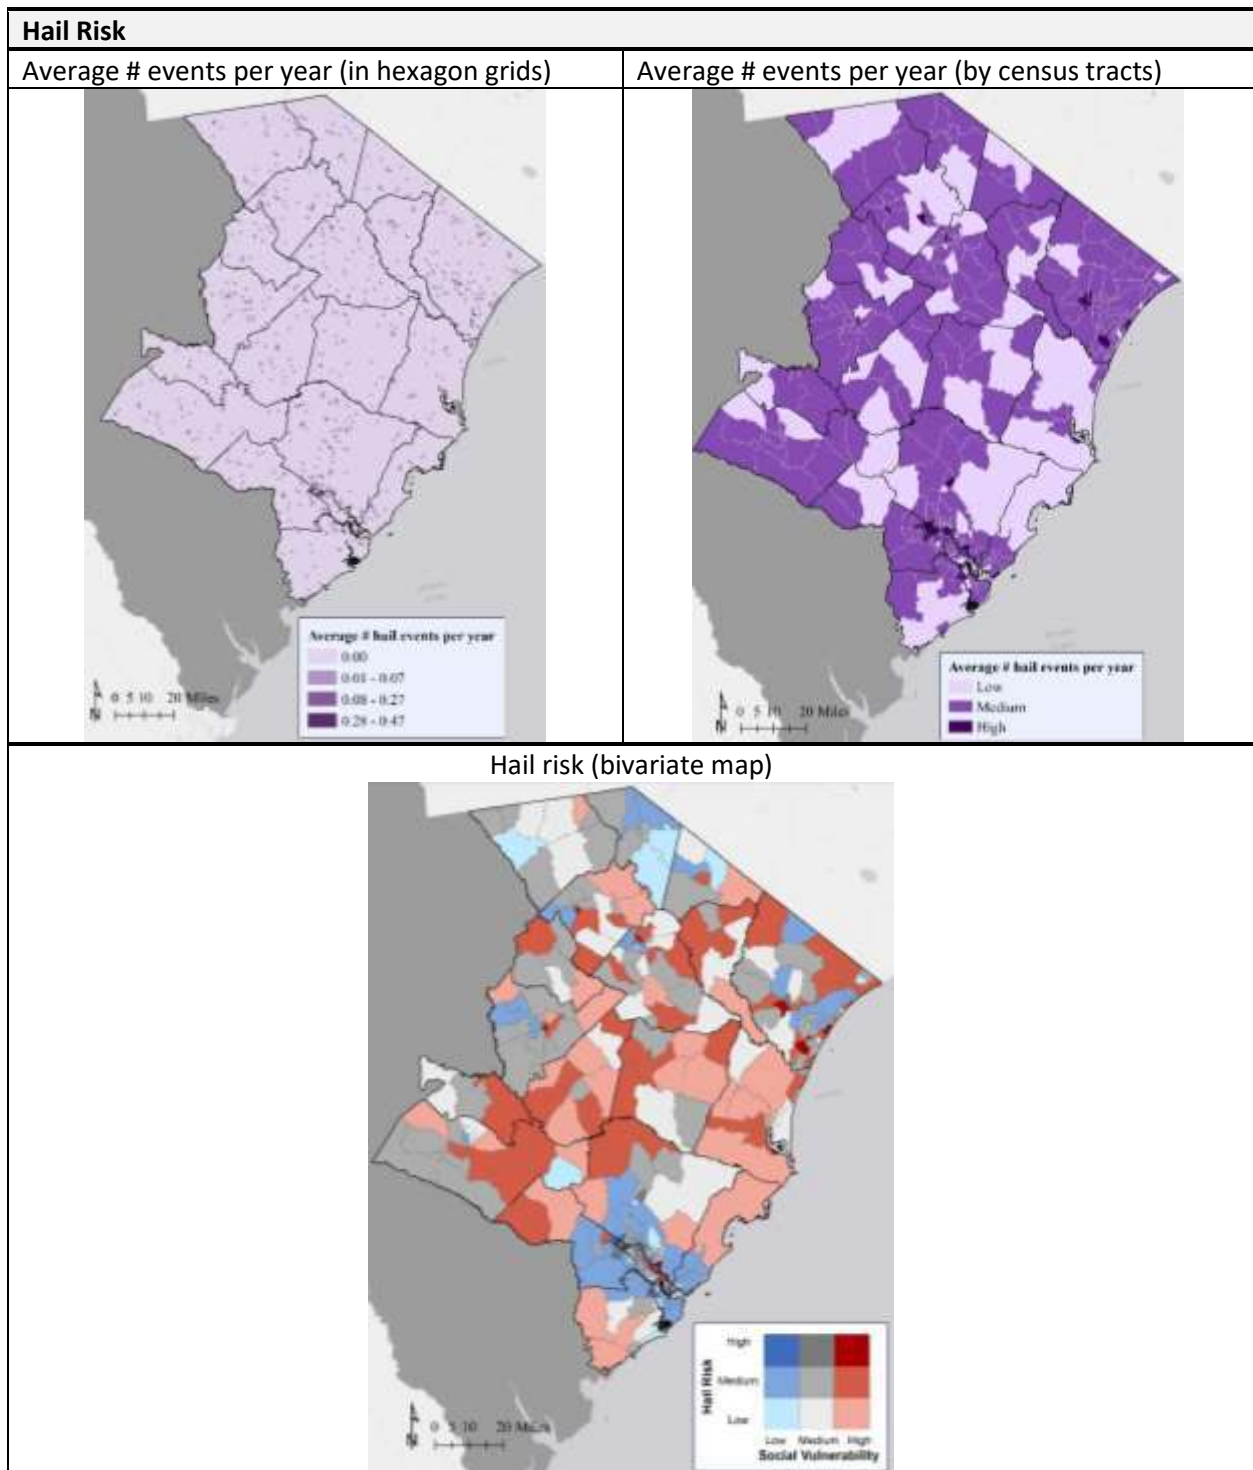 Hail Risk
Average # events per year (in hexagon grids)
Average # events per year (by census tracts)
Average # hail events per year
0.00
0.01 - 0.07
0.08 - 0.27
0.28 - 0.47
N
0 5 10 20 Miles
Average # hail events per year
Low
Medium
High
N
0 5 10 20 Miles
Hail risk (bivariate map)
Hail Risk
High
Medium
Low
Low Medium High
Social Vulnerability
N
0 5 10 20 Miles